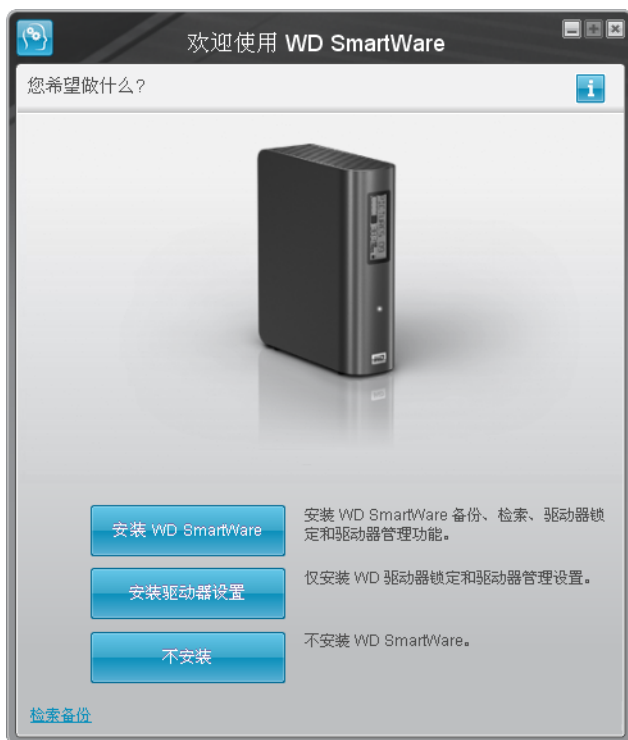 欢迎使用 WD SmartWare
您希望做什么?
安装 WD SmartWare
安装 WD SmartWare 备份、检索、驱动器锁
定和驱动器管理功能。
安装驱动器设置
仅安装 WD 驱动器锁定和驱动器管理设置。
不安装
不安装 WD SmartWare。
检索备份